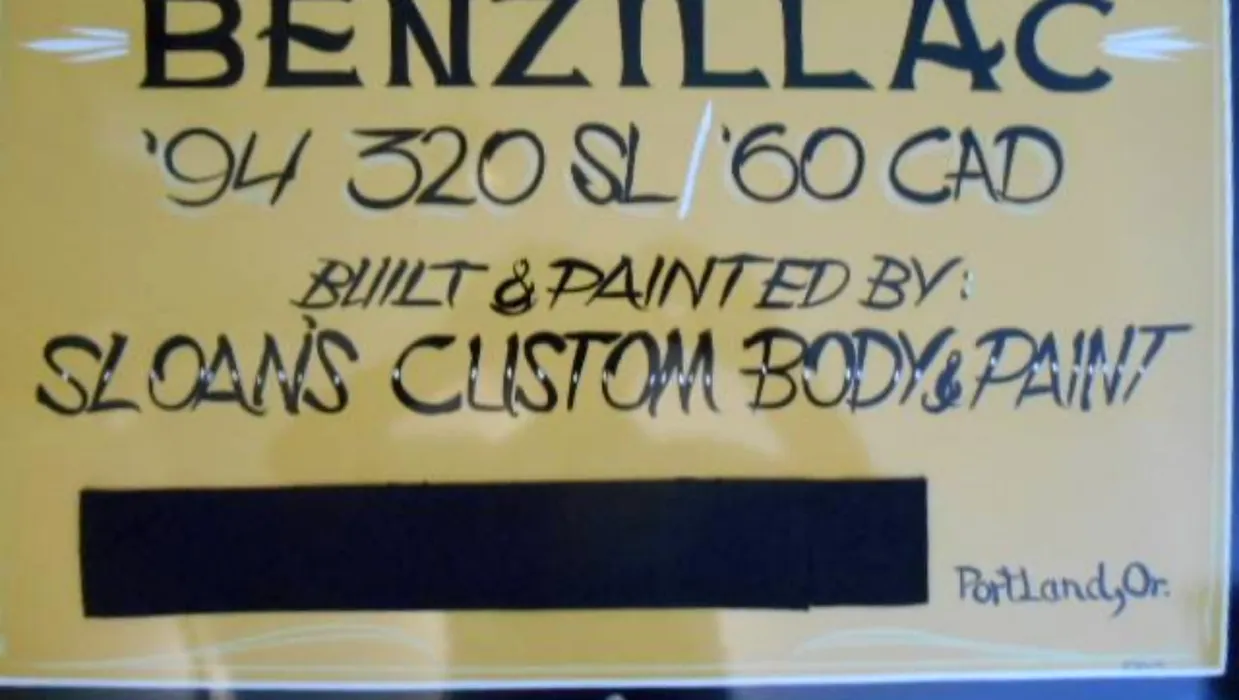 BENZILLAC
'94 320 SL/'60 CAD
BUILT & PAINTED BY:
SLOAN'S CUSTOM BODY & PAINT
PortLand, Or.